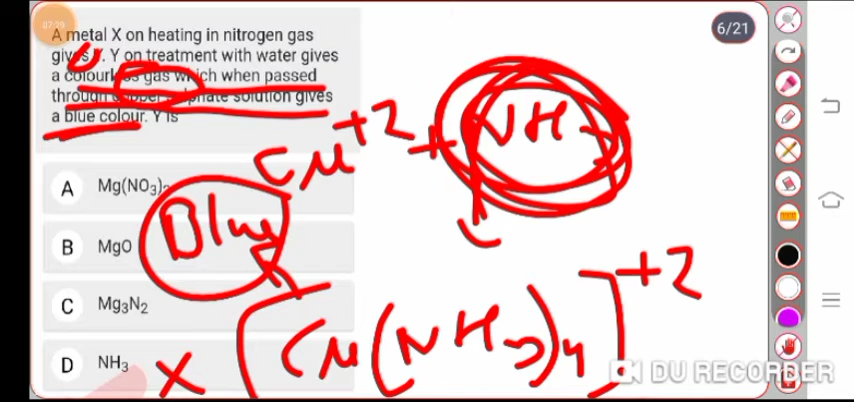 07:29
6/21
A metal X on heating in nitrogen gas
gives Y. Y on treatment with water gives
a colourless gas which when passed
through copper sulphate solution gives
a blue colour. Y is
Cu +2 + NH3
A Mg(NO3)2
Blue
B MgO
C Mg3N2
[Cu(NH3)4]+2
D NH3
DU RECORDER